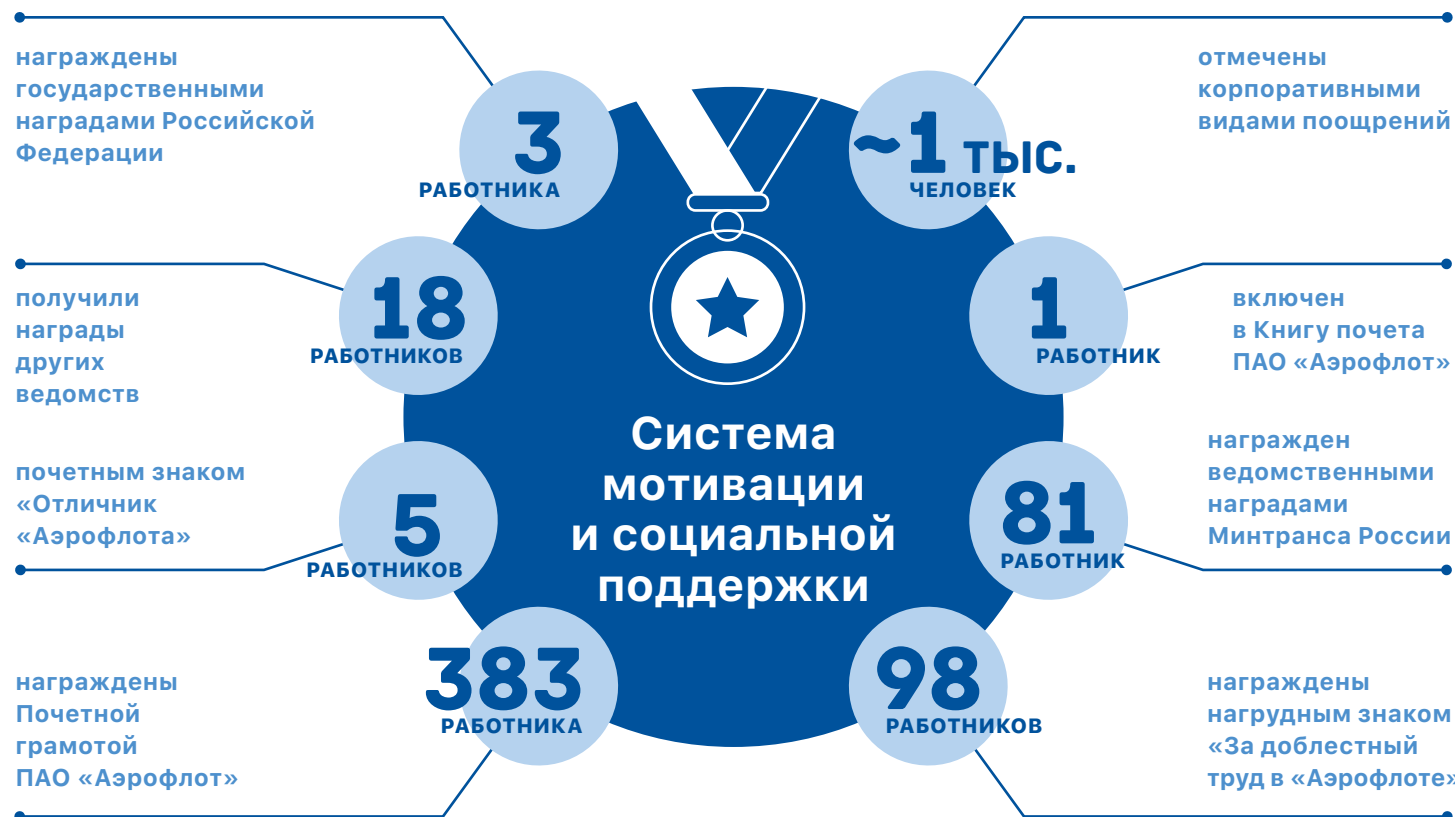 награждены
государственными
наградами Российской
Федерации
3
РАБОТНИКА
~1 тыс.
ЧЕЛОВЕК
отмечены
корпоративными
видами поощрений
получили
награды
других
ведомств
18
РАБОТНИКОВ
1
РАБОТНИК
включен
в Книгу почета
ПАО «Аэрофлот»
Система
мотивации
и социальной
поддержки
почетным знаком
«Отличник
«Аэрофлота»
5
РАБОТНИКОВ
81
РАБОТНИК
награжден
ведомственными
наградами
Минтранса России
награждены
Почетной
грамотой
ПАО «Аэрофлот»
383
РАБОТНИКА
98
РАБОТНИКОВ
награждены
нагрудным знаком
«За доблестный
труд в «Аэрофлоте»